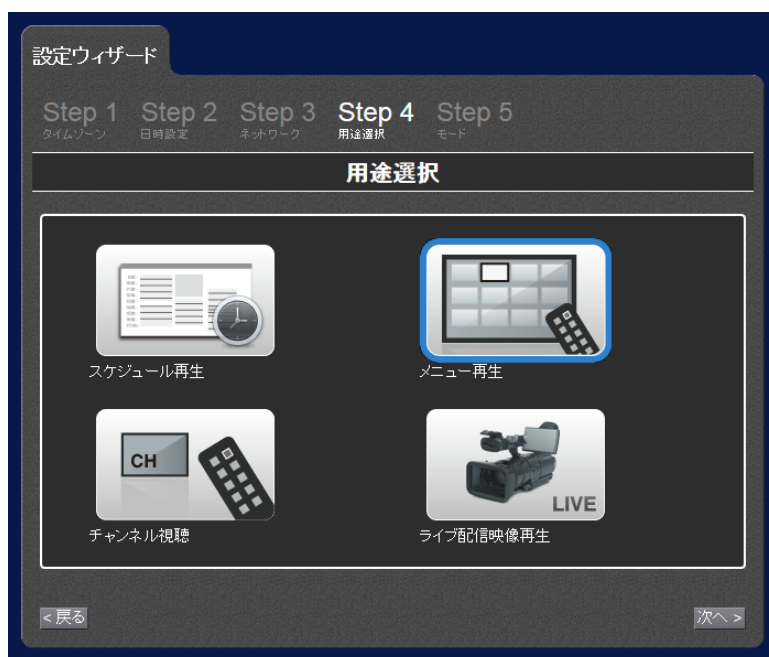 設定ウィザード
Step 1 Step 2 Step 3 Step 4 Step 5
タイムゾーン 日時設定 ネットワーク 用途選択 モード
用途選択
スケジュール再生 メニュー再生
CH
LIVE
チャンネル視聴 ライブ配信映像再生
<戻る 次へ>